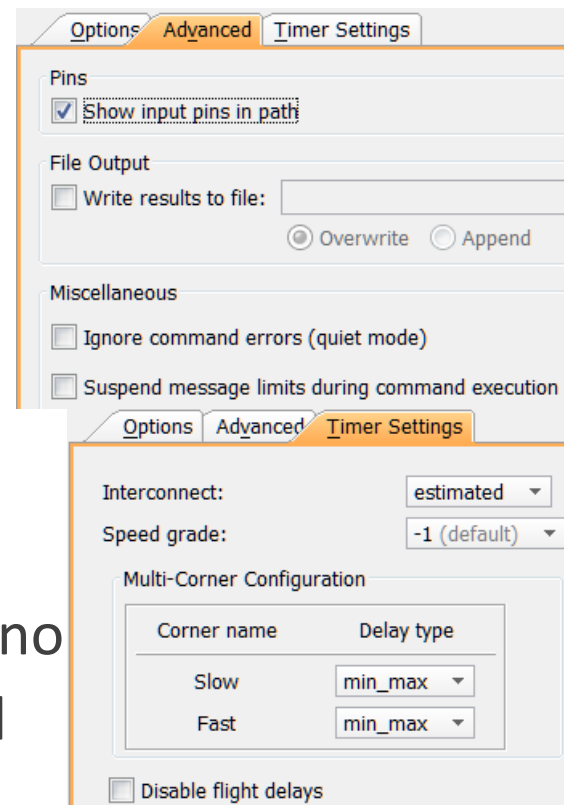 Options Advanced Timer Settings
Pins
Show input pins in path
File Output
Write results to file:
Overwrite Append
Miscellaneous
Ignore command errors (quiet mode)
Suspend message limits during command execution
Options Advanced Timer Settings
Interconnect: estimated
Speed grade: -1 (default)
Multi-Corner Configuration
Corner name Delay type
Slow min_max
Fast min_max
Disable flight delays
no